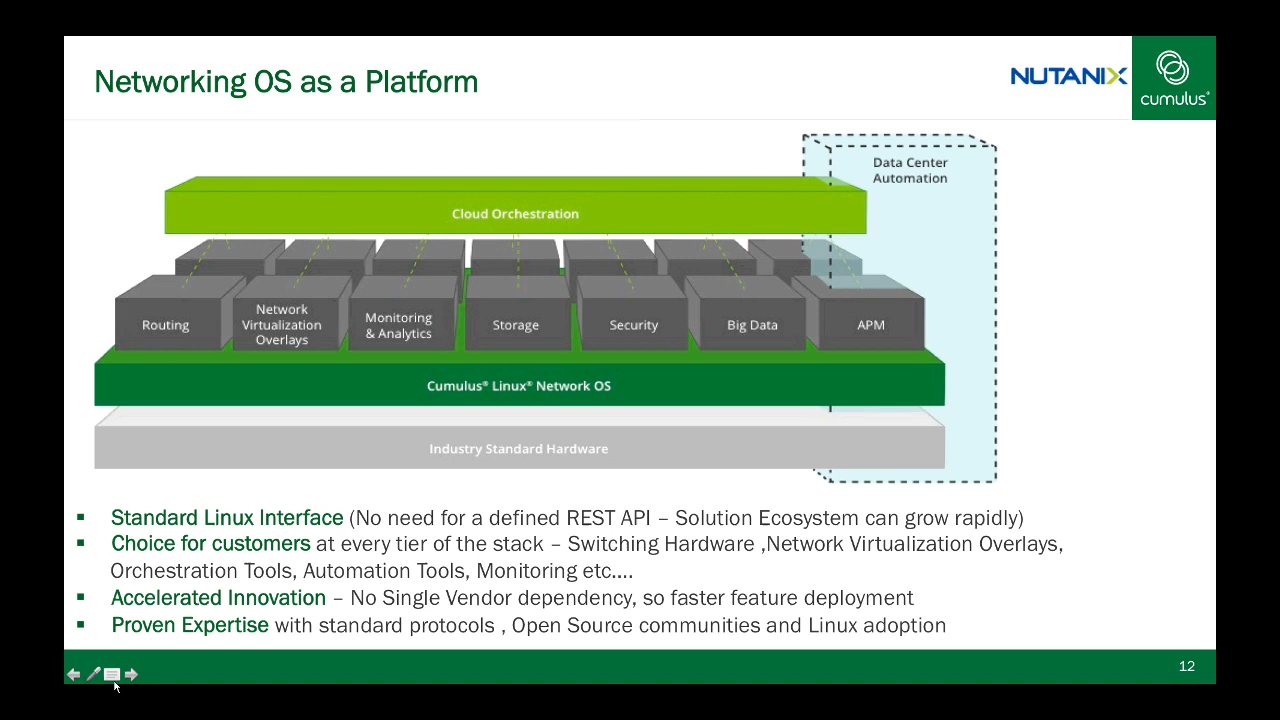 Networking OS as a Platform
NUTANIX
cumulus®
Data Center
Automation
Cloud Orchestration
Routing
Network
Virtualization
Overlays
Monitoring
& Analytics
Storage
Security
Big Data
APM
Cumulus® Linux® Network OS
Industry Standard Hardware
▪ Standard Linux Interface (No need for a defined REST API – Solution Ecosystem can grow rapidly)
▪ Choice for customers at every tier of the stack – Switching Hardware ,Network Virtualization Overlays,
Orchestration Tools, Automation Tools, Monitoring etc....
▪ Accelerated Innovation – No Single Vendor dependency, so faster feature deployment
▪ Proven Expertise with standard protocols , Open Source communities and Linux adoption
12